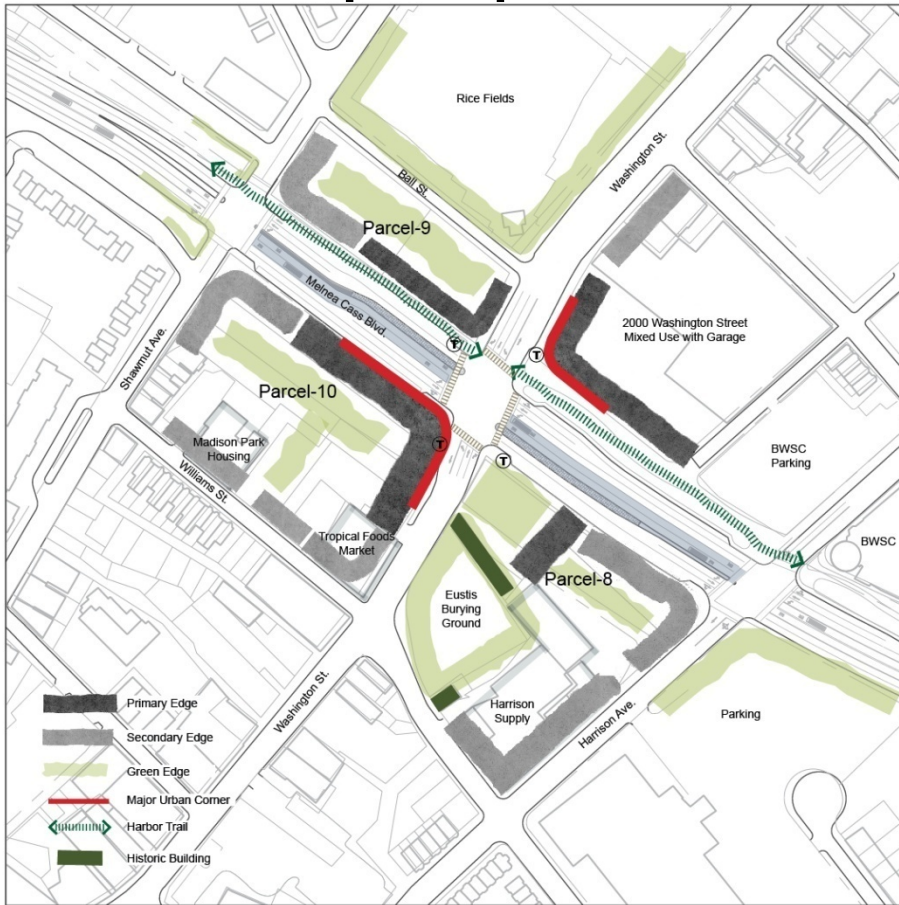 Rice Fields
Washington St.
Ball St.
Parcel-9
Melnea Cass Blvd.
2000 Washington Street
Mixed Use with Garage
T
T
Shawmut Ave.
Parcel-10
T
T
Madison Park
Housing
Williams St.
BWSC
Parking
Tropical Foods
Market
BWSC
Parcel-8
Eustis
Burying
Ground
Washington St.
Harrison
Supply
Harrison Ave.
Parking
Primary Edge
Secondary Edge
Green Edge
Major Urban Corner
Harbor Trail
Historic Building